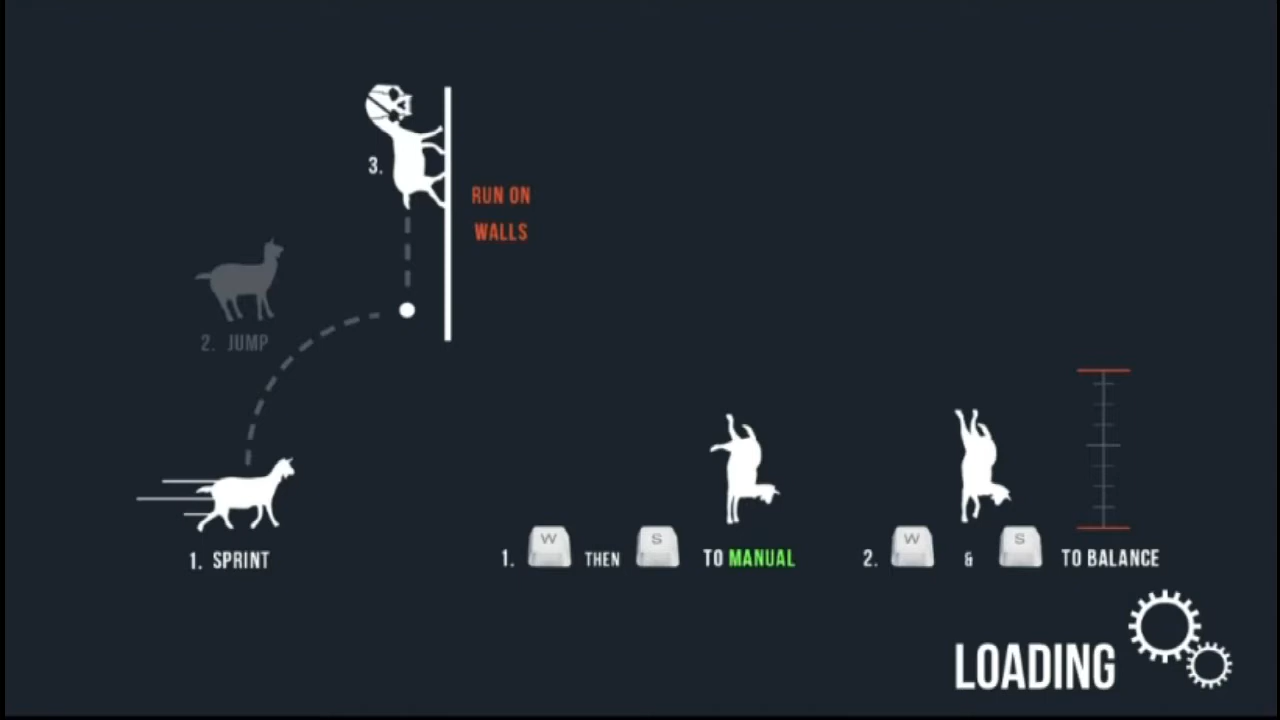 3.
RUN ON
WALLS
2. JUMP
1. SPRINT
1. W THEN S TO MANUAL
2. W & S TO BALANCE
LOADING